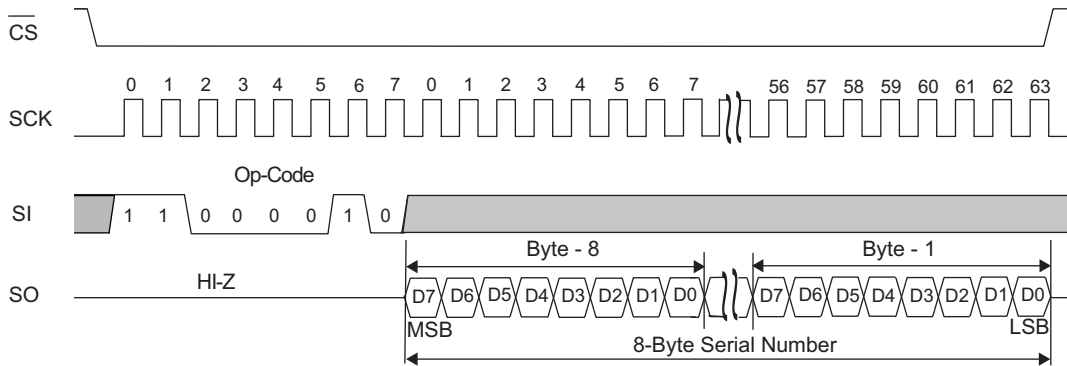 CS
0 1 2 3 4 5 6 7 0 1 2 3 4 5 6 7 56 57 58 59 60 61 62 63
SCK
Op-Code
SI 1 1 0 0 0 0 1 0
Byte - 8 Byte - 1
HI-Z
SO D7 D6 D5 D4 D3 D2 D1 D0 D7 D6 D5 D4 D3 D2 D1 D0
MSB LSB
8-Byte Serial Number